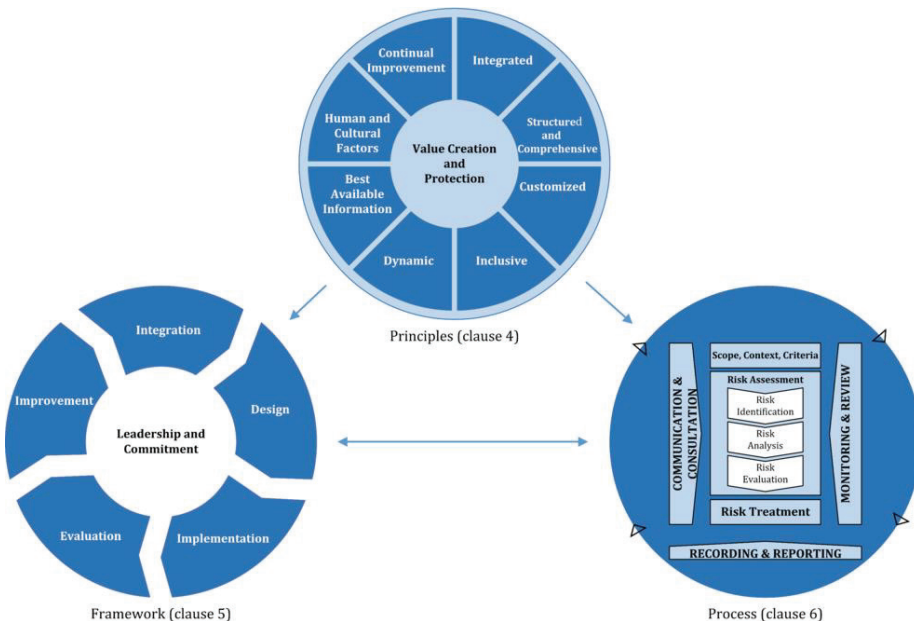 Continual
Improvement
Integrated
Structured
and
Comprehensive
Customized
Inclusive
Dynamic
Best
Available
Information
Human and
Cultural
Factors
Value Creation
and
Protection
Principles (clause 4)
Integration
Design
Implementation
Evaluation
Improvement
Leadership and
Commitment
Framework (clause 5)
Scope, Context, Criteria
Risk Assessment
Risk
Identification
Risk
Analysis
Risk
Evaluation
Risk Treatment
COMMUNICATION &
CONSULTATION
MONITORING & REVIEW
RECORDING & REPORTING
Process (clause 6)